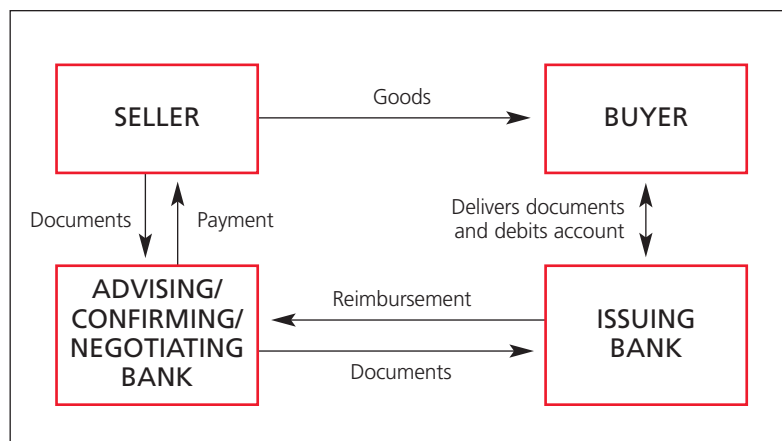 SELLER
Goods
BUYER
Documents
Payment
Delivers documents
and debits account
ADVISING/
CONFIRMING/
NEGOTIATING
BANK
Reimbursement
Documents
ISSUING
BANK